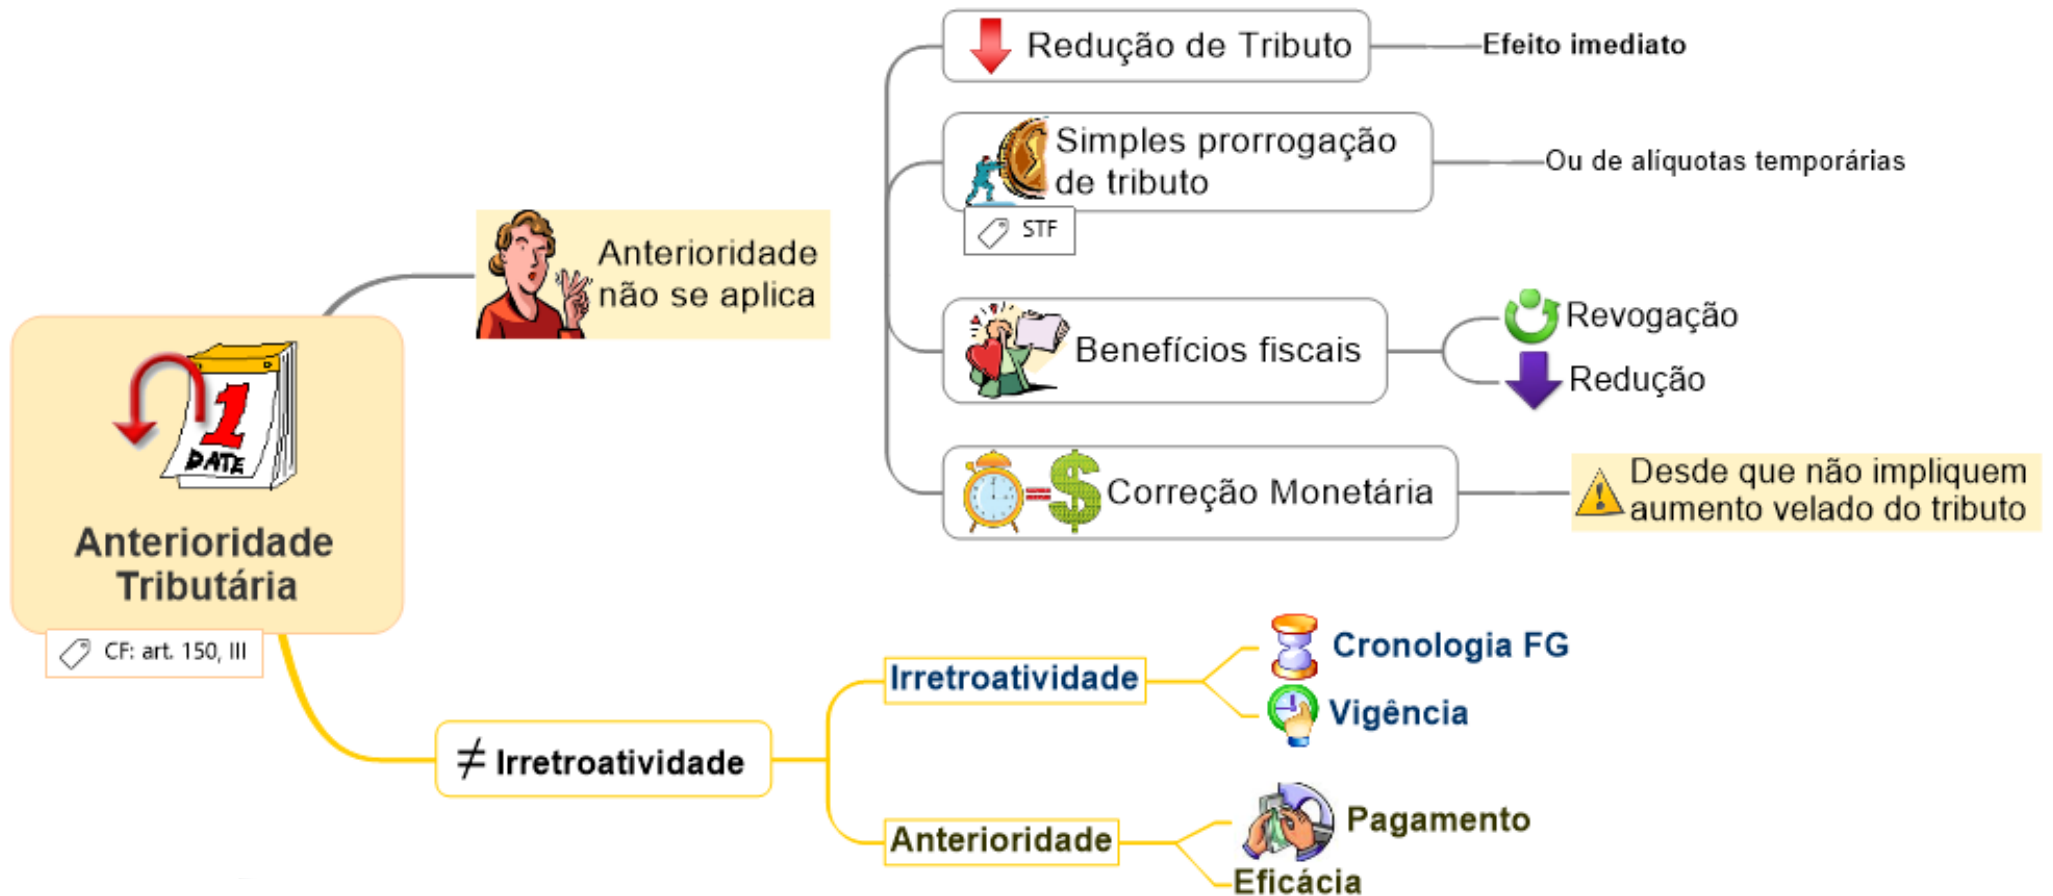 Redução de Tributo
Efeito imediato
Simples prorrogação
de tributo
Ou de alíquotas temporárias
STF
Anterioridade
não se aplica
Benefícios fiscais
Revogação
Redução
1
DATE
Correção Monetária
Desde que não impliquem
aumento velado do tributo
Anterioridade
Tributária
CF: art. 150, III
≠ Irretroatividade
Irretroatividade
Cronologia FG
Vigência
Anterioridade
Pagamento
Eficácia